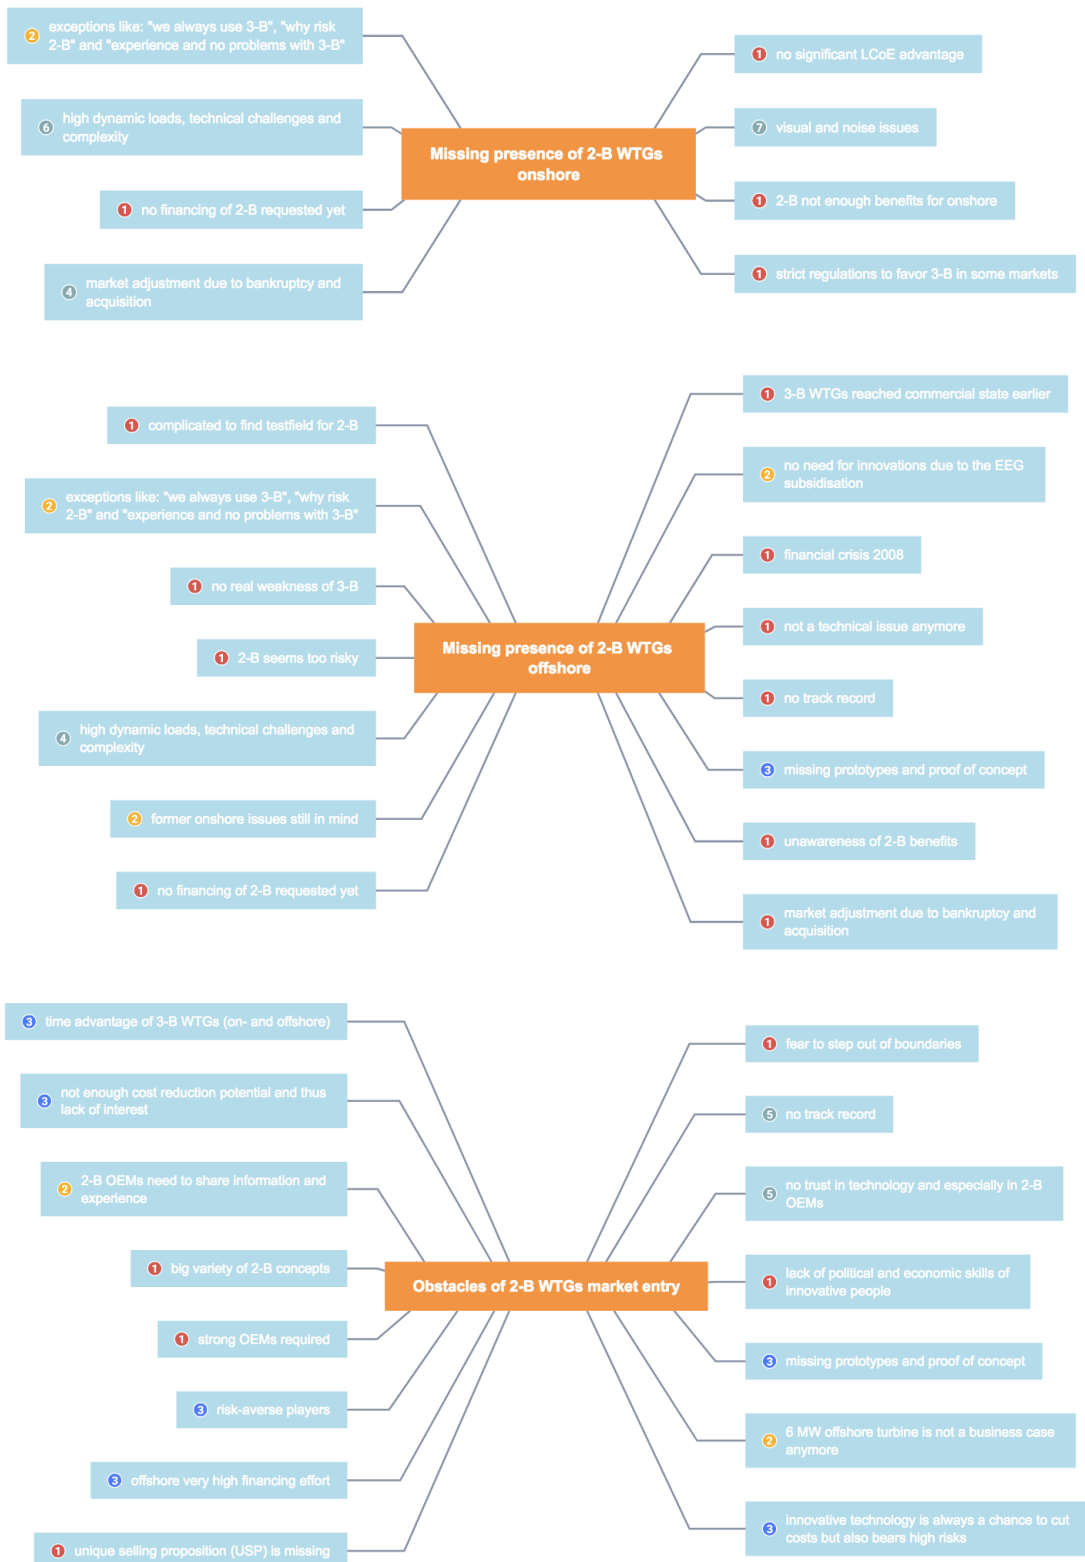 2 exceptions like: "we always use 3-B", "why risk
2-B" and "experience and no problems with 3-B"
6 high dynamic loads, technical challenges and
complexity
1 no financing of 2-B requested yet
4 market adjustment due to bankruptcy and
acquisition
Missing presence of 2-B WTGs
onshore
1 no significant LCoE advantage
7 visual and noise issues
1 2-B not enough benefits for onshore
1 strict regulations to favor 3-B in some markets
1 complicated to find testfield for 2-B
2 exceptions like: "we always use 3-B", "why risk
2-B" and "experience and no problems with 3-B"
1 no real weakness of 3-B
1 2-B seems too risky
4 high dynamic loads, technical challenges and
complexity
2 former onshore issues still in mind
1 no financing of 2-B requested yet
Missing presence of 2-B WTGs
offshore
1 3-B WTGs reached commercial state earlier
2 no need for innovations due to the EEG
subsidisation
1 financial crisis 2008
1 not a technical issue anymore
1 no track record
3 missing prototypes and proof of concept
1 unawareness of 2-B benefits
1 market adjustment due to bankruptcy and
acquisition
3 time advantage of 3-B WTGs (on- and offshore)
3 not enough cost reduction potential and thus
lack of interest
2 2-B OEMs need to share information and
experience
1 big variety of 2-B concepts
1 strong OEMs required
3 risk-averse players
3 offshore very high financing effort
1 unique selling proposition (USP) is missing
Obstacles of 2-B WTGs market entry
1 fear to step out of boundaries
5 no track record
5 no trust in technology and especially in 2-B
OEMs
1 lack of political and economic skills of
innovative people
3 missing prototypes and proof of concept
2 6 MW offshore turbine is not a business case
anymore
3 innovative technology is always a chance to cut
costs but also bears high risks